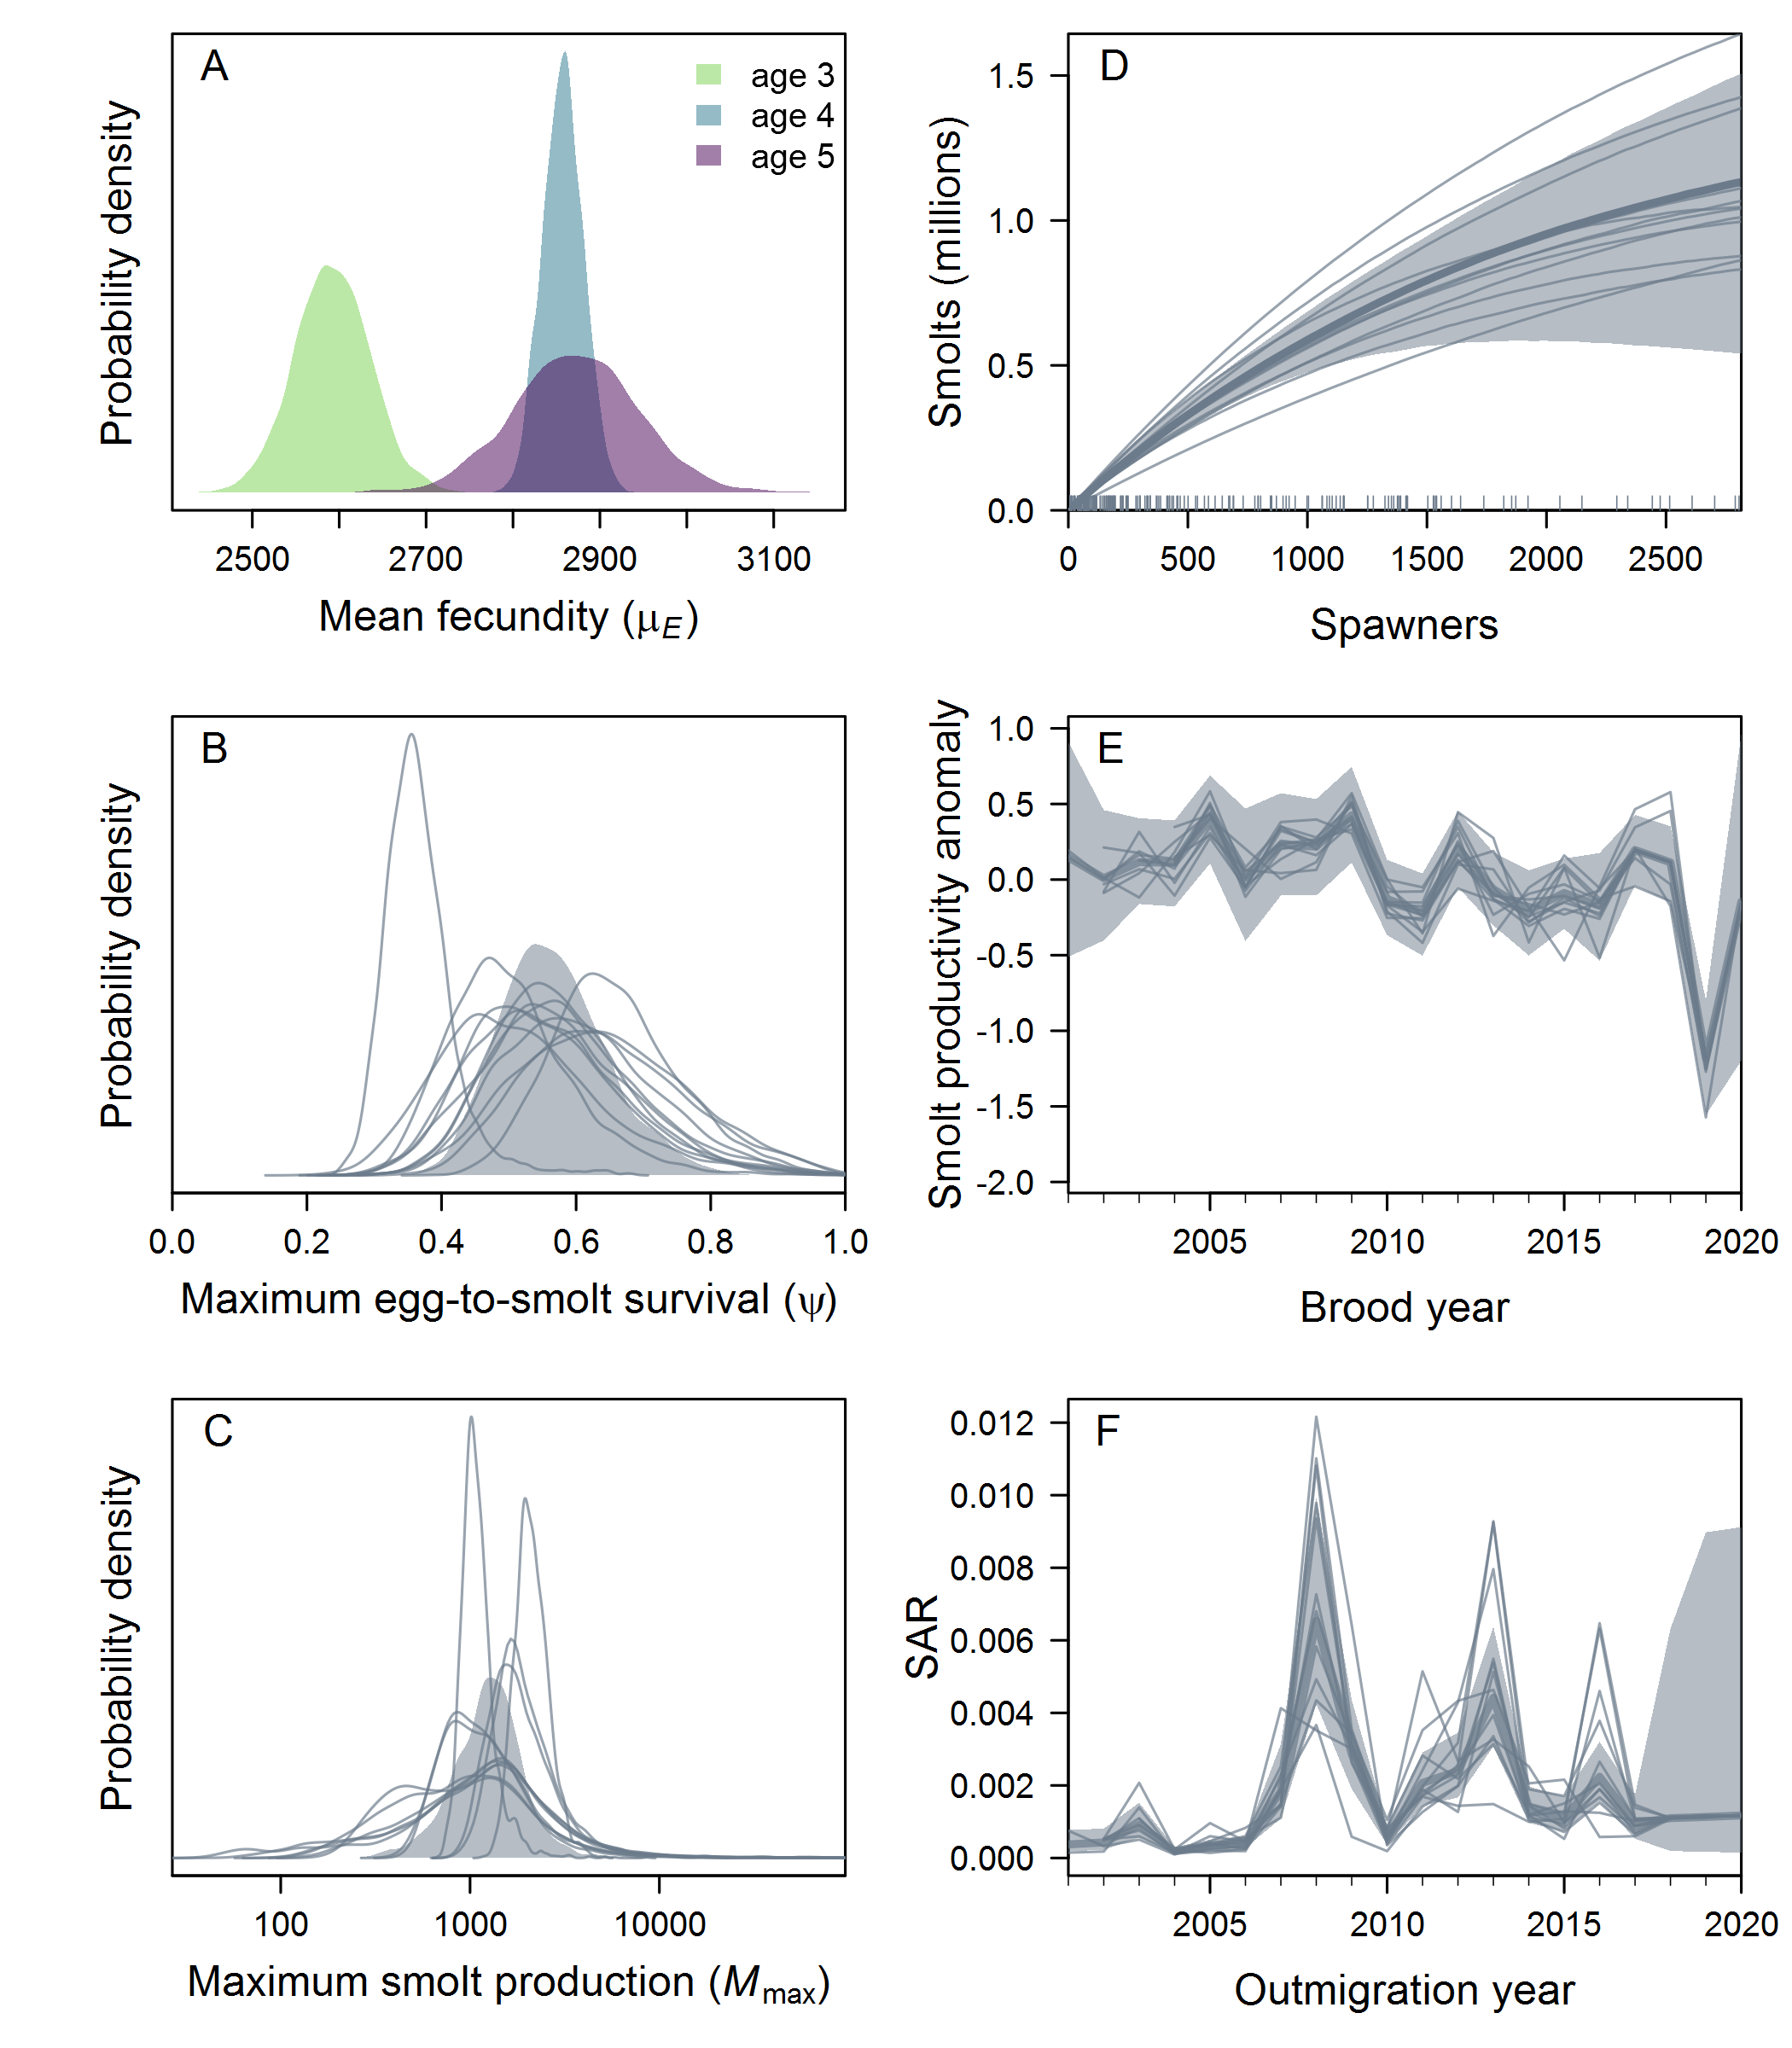 A
age 3
age 4
age 5
Probability density
2500 2700 2900 3100
Mean fecundity (μE)
D
1.5
1.0
0.5
0.0
Smolts (millions)
0 500 1000 1500 2000 2500
Spawners
B
Probability density
0.0 0.2 0.4 0.6 0.8 1.0
Maximum egg-to-smolt survival (ψ)
E
1.0
0.5
0.0
-0.5
-1.0
-1.5
-2.0
Smolt productivity anomaly
2005 2010 2015 2020
Brood year
C
Probability density
100 1000 10000
Maximum smolt production (Mmax)
F
0.012
0.010
0.008
0.006
0.004
0.002
0.000
SAR
2005 2010 2015 2020
Outmigration year